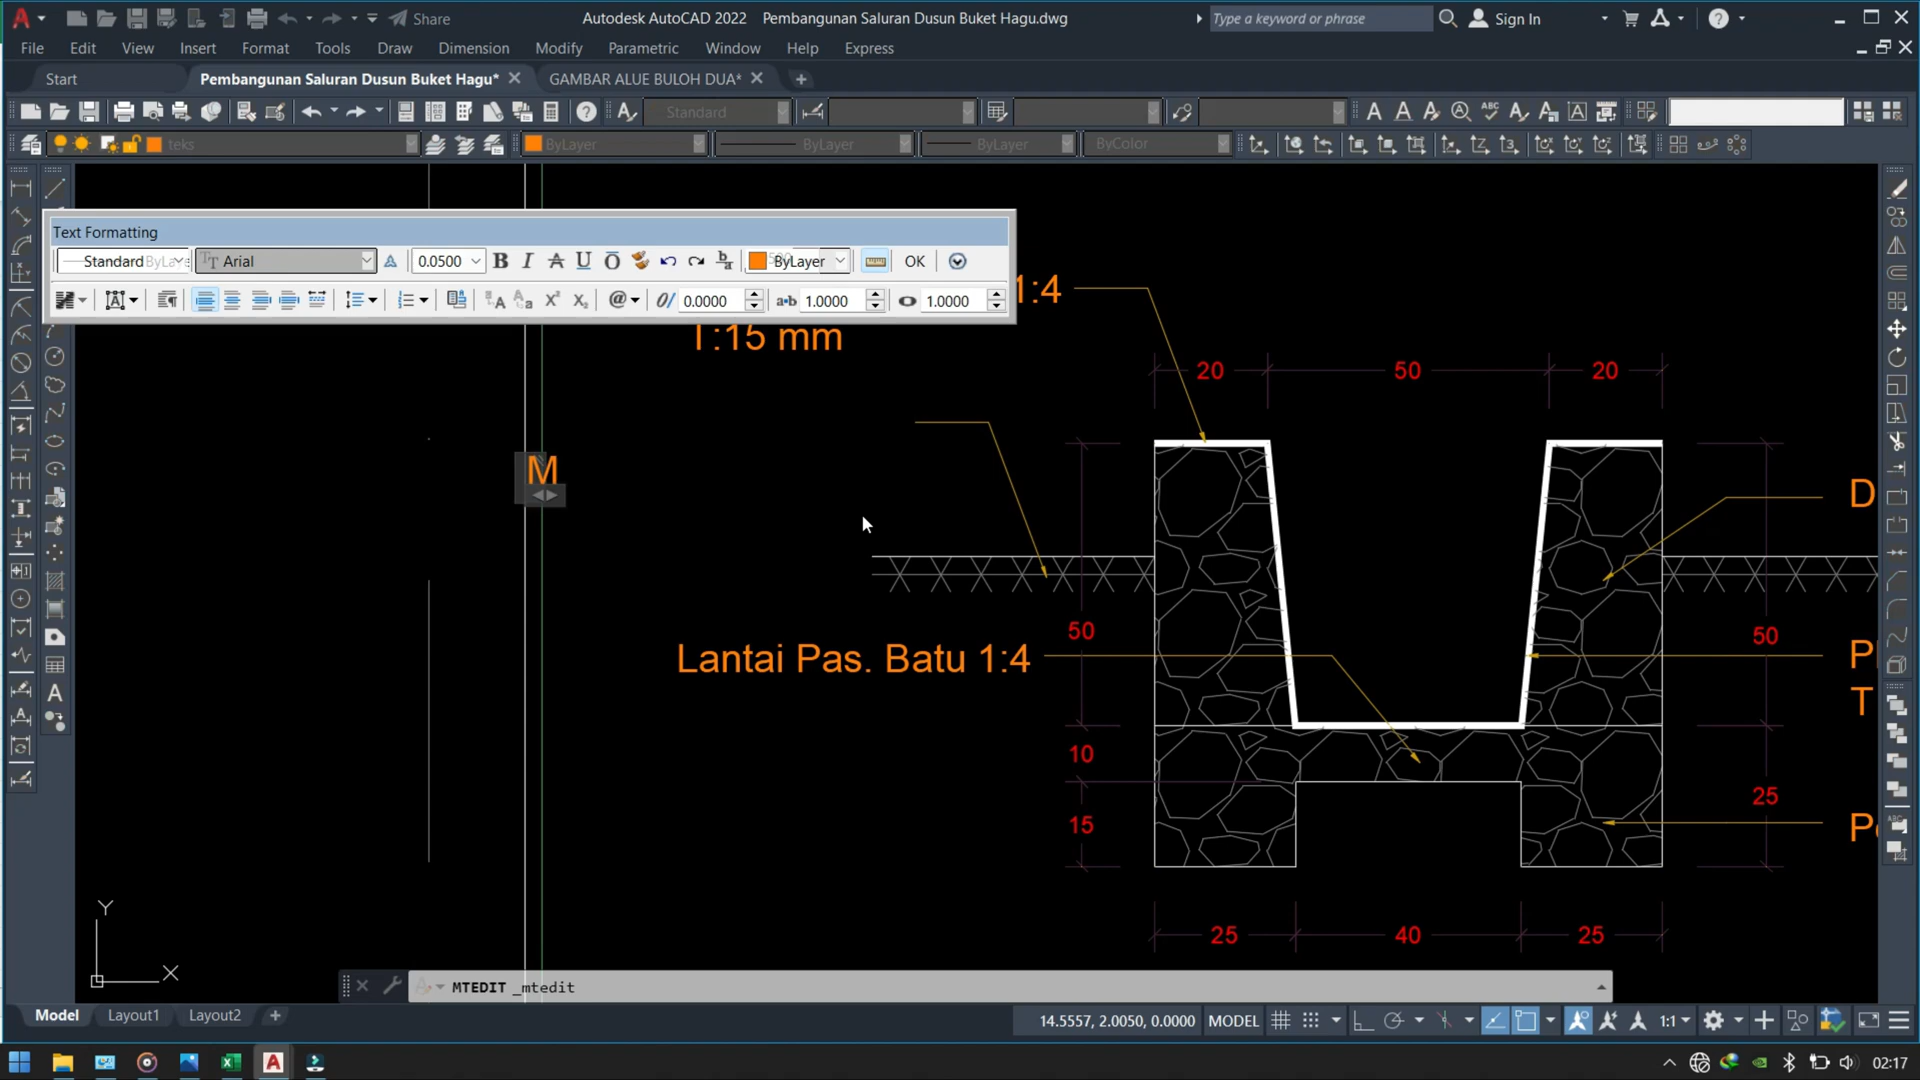 Share
Autodesk AutoCAD 2022 Pembangunan Saluran Dusun Buket Hagu.dwg
Type a keyword or phrase
Sign In
File Edit View Insert Format Tools Draw Dimension Modify Parametric Window Help Express
Start
Pembangunan Saluran Dusun Buket Hagu*
GAMBAR ALUE BULOH DUA*
Standard
teks
ByLayer
ByLayer
ByLayer
ByColor
Text Formatting
Standard
Arial
0.0500
B I A U O
ByLayer
OK
0.0000
1.0000
1.0000
1:4
T:15 mm
20 50 20
M
D
Lantai Pas. Batu 1:4
50
50
Pl
T
10
25
15
25 40 25
Y
X
MTEDIT _mtedit
Model Layout1 Layout2
14.5557, 2.0050, 0.0000 MODEL
1:1
02:17